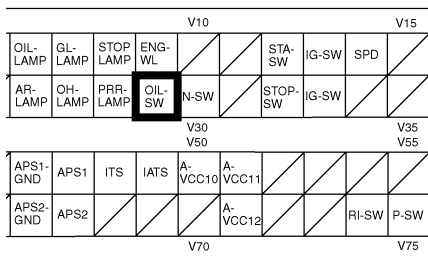 V10 V15
OIL-LAMP GL-LAMP STOP LAMP ENG-WL STA-SW IG-SW SPD
AR-LAMP OH-LAMP PRR-LAMP OIL-SW N-SW STOP-SW IG-SW
V30 V35
V50 V55
APS1-GND APS1 ITS IATS A-VCC10 A-VCC11
APS2-GND APS2 A-VCC12 RI-SW P-SW
V70 V75